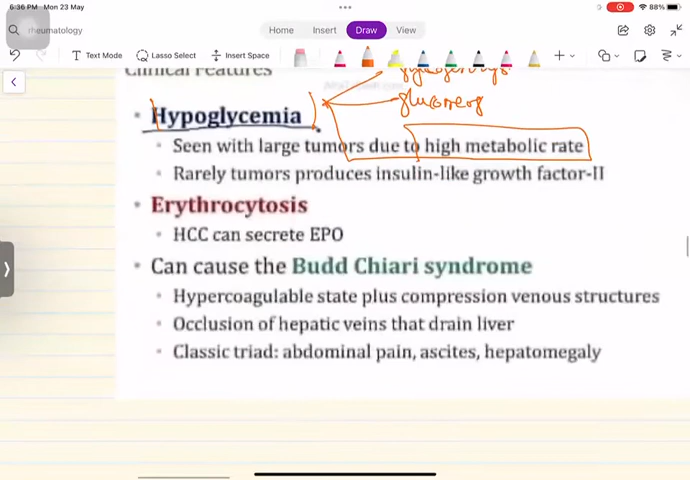 6:36 PM Mon 23 May
88%
rheumatology
Home Insert Draw View
Text Mode Lasso Select Insert Space
Clinical Features
Hypoglycemia
Seen with large tumors due to high metabolic rate
Rarely tumors produces insulin-like growth factor-II
Erythrocytosis
HCC can secrete EPO
Can cause the Budd Chiari syndrome
Hypercoagulable state plus compression venous structures
Occlusion of hepatic veins that drain liver
Classic triad: abdominal pain, ascites, hepatomegaly